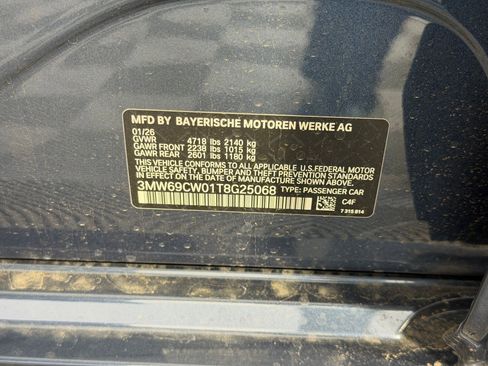 MFD BY BAYERISCHE MOTOREN WERKE AG
01/26
GVWR 4718 lbs 2140 kg
GAWR FRONT 2238 lbs 1015 kg
GAWR REAR 2601 lbs 1180 kg
THIS VEHICLE CONFORMS TO ALL APPLICABLE U.S.FEDERAL MOTOR
VEHICLE SAFETY, BUMPER AND THEFT PREVENTION STANDARDS IN
EFFECT ON THE DATE OF MANUFACTURE SHOWN ABOVE.
3MW69CW01T8G25068 TYPE: PASSENGER CAR
C4F
7 315 814